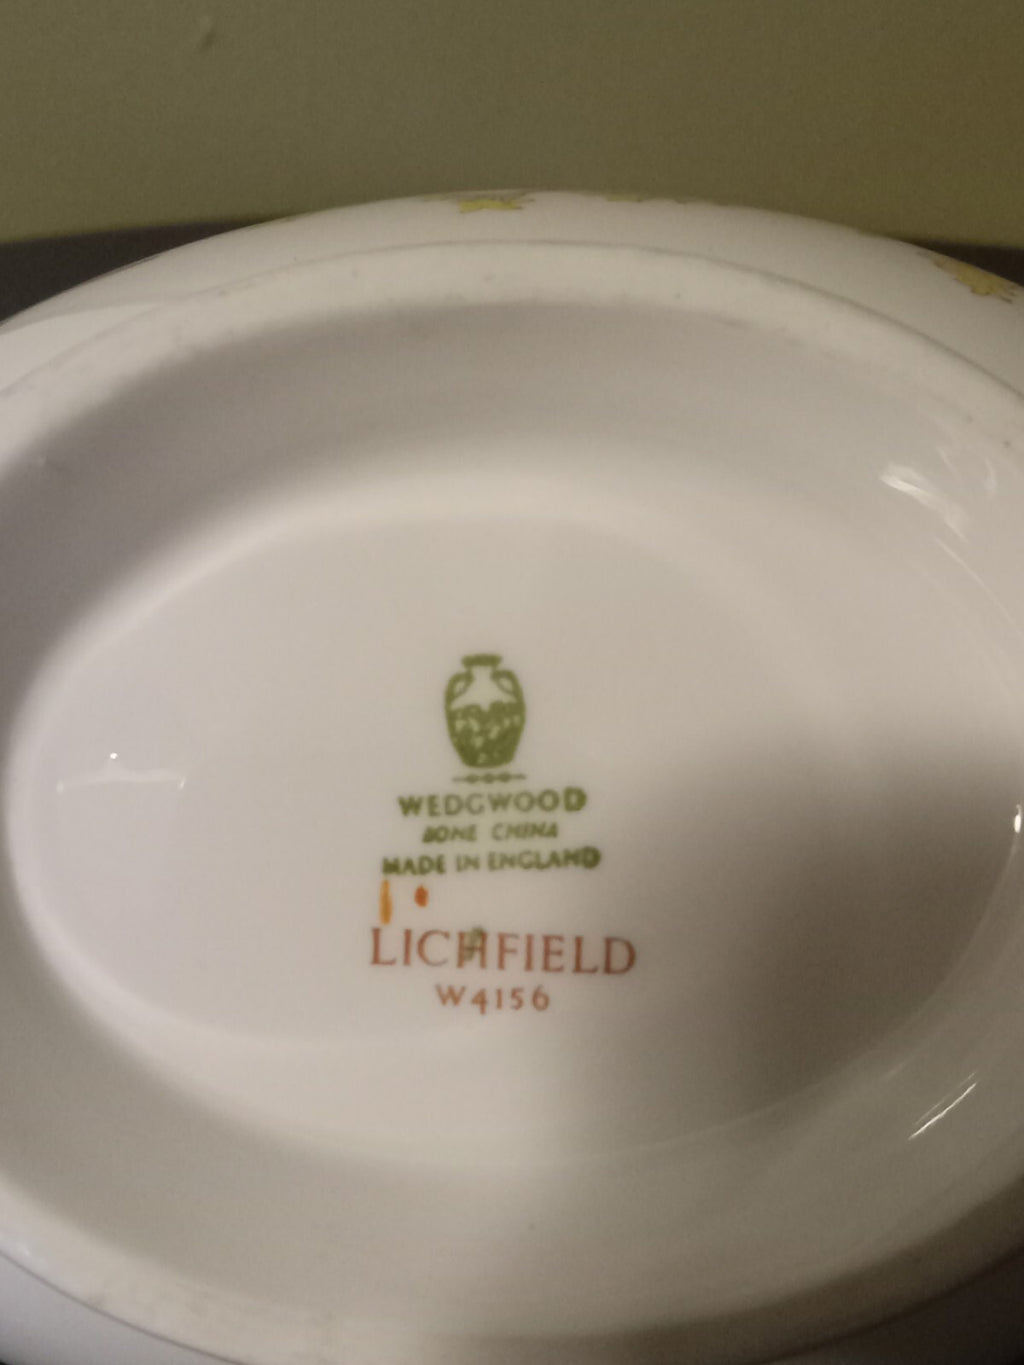 WEDGWOOD
BONE CHINA
MADE IN ENGLAND
LICHFIELD
W4156